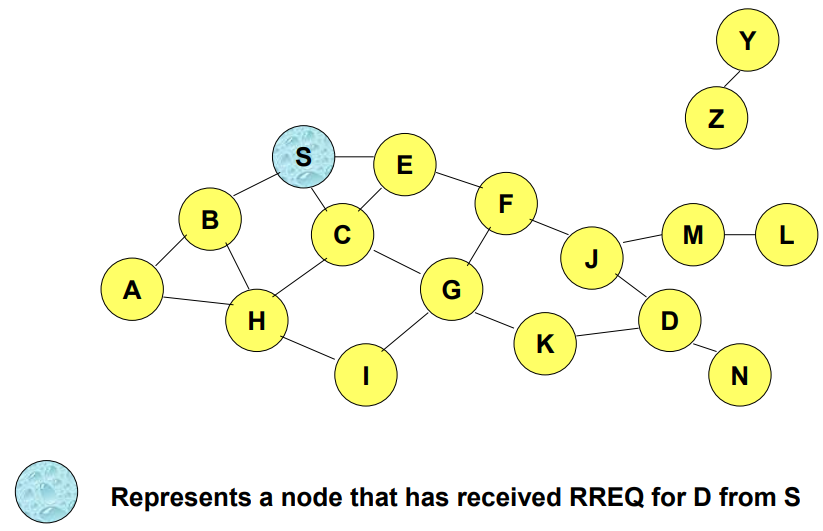 Y
Z
S
E
B
C
F
M
L
J
A
H
G
D
K
I
N
Represents a node that has received RREQ for D from S